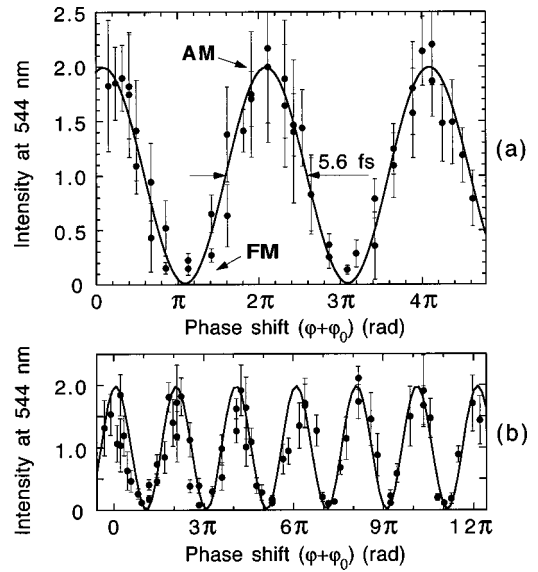 2.5
AM
2.0
1.5
(a)
5.6 fs
1.0
0.5
FM
0
0 π 2π 3π 4π
Phase shift (φ+φ₀) (rad)
Intensity at 544 nm
2.0
1.0
(b)
0
0 3π 6π 9π 12π
Phase shift (φ+φ₀) (rad)
Intensity at 544 nm